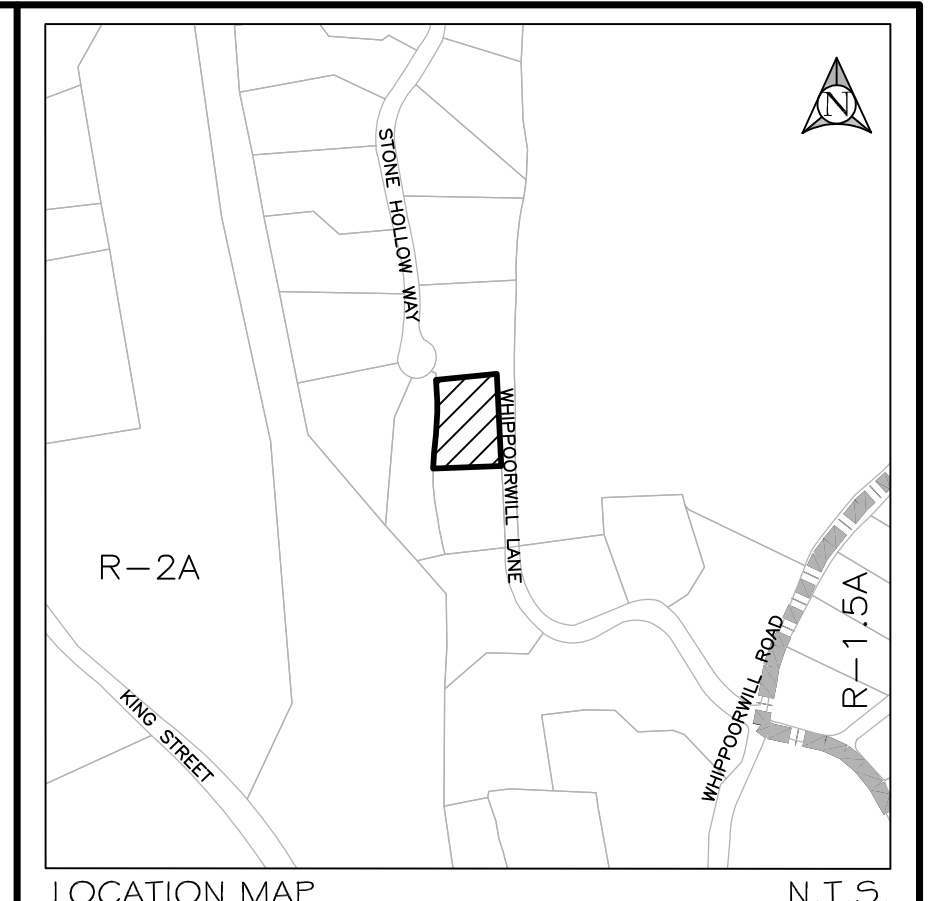 N
STONE HOLLOW WAY
WHIPPOORWILL LANE
R-2A
R-1.5A
WHIPPOORWILL ROAD
KING STREET
LOCATION MAP
N.T.S.